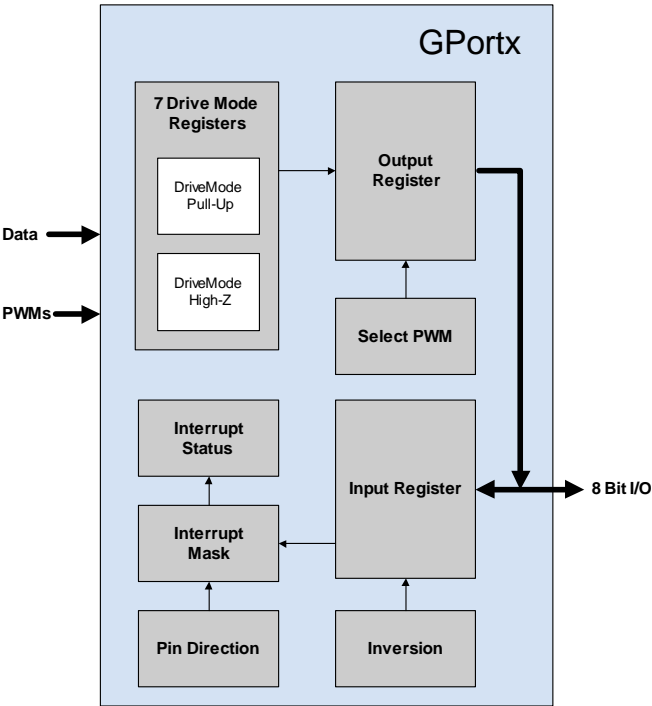 GPortx
7 Drive Mode
Registers
DriveMode
Pull-Up
DriveMode
High-Z
Output
Register
Data
PWMs
Select PWM
Interrupt
Status
Input Register
8 Bit I/O
Interrupt
Mask
Pin Direction
Inversion